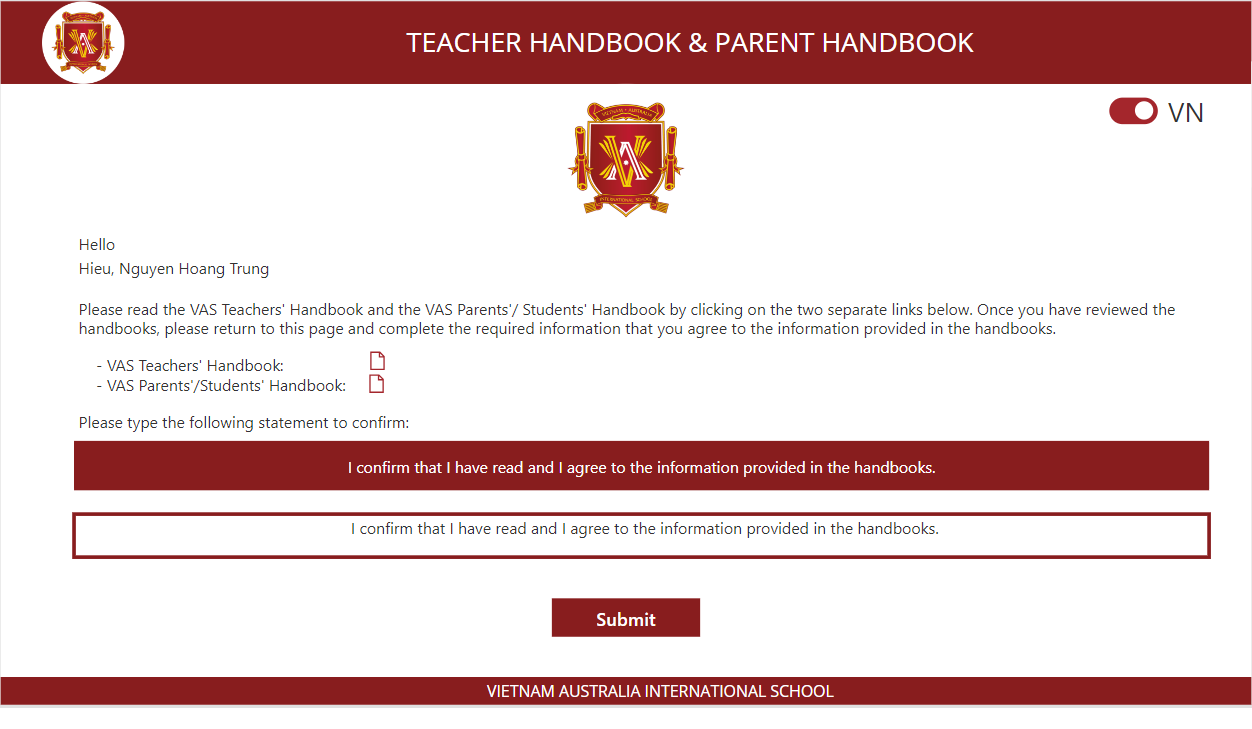 TEACHER HANDBOOK & PARENT HANDBOOK
VN
VIETNAM • AUSTRALIA
INTERNATIONAL SCHOOL
Hello
Hieu, Nguyen Hoang Trung
Please read the VAS Teachers' Handbook and the VAS Parents'/ Students' Handbook by clicking on the two separate links below. Once you have reviewed the
handbooks, please return to this page and complete the required information that you agree to the information provided in the handbooks.
- VAS Teachers' Handbook:
- VAS Parents'/Students' Handbook:
Please type the following statement to confirm:
I confirm that I have read and I agree to the information provided in the handbooks.
I confirm that I have read and I agree to the information provided in the handbooks.
Submit
VIETNAM AUSTRALIA INTERNATIONAL SCHOOL